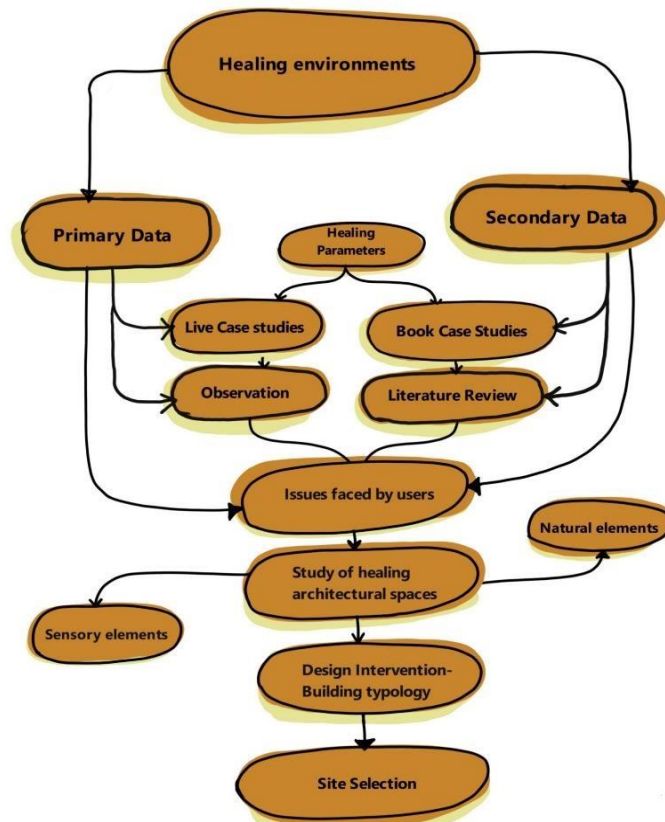 Healing environments
Primary Data
Secondary Data
Healing
Parameters
Live Case studies
Book Case Studies
Observation
Literature Review
Issues faced by users
Natural elements
Study of healing
architectural spaces
Sensory elements
Design Intervention-
Building typology
Site Selection